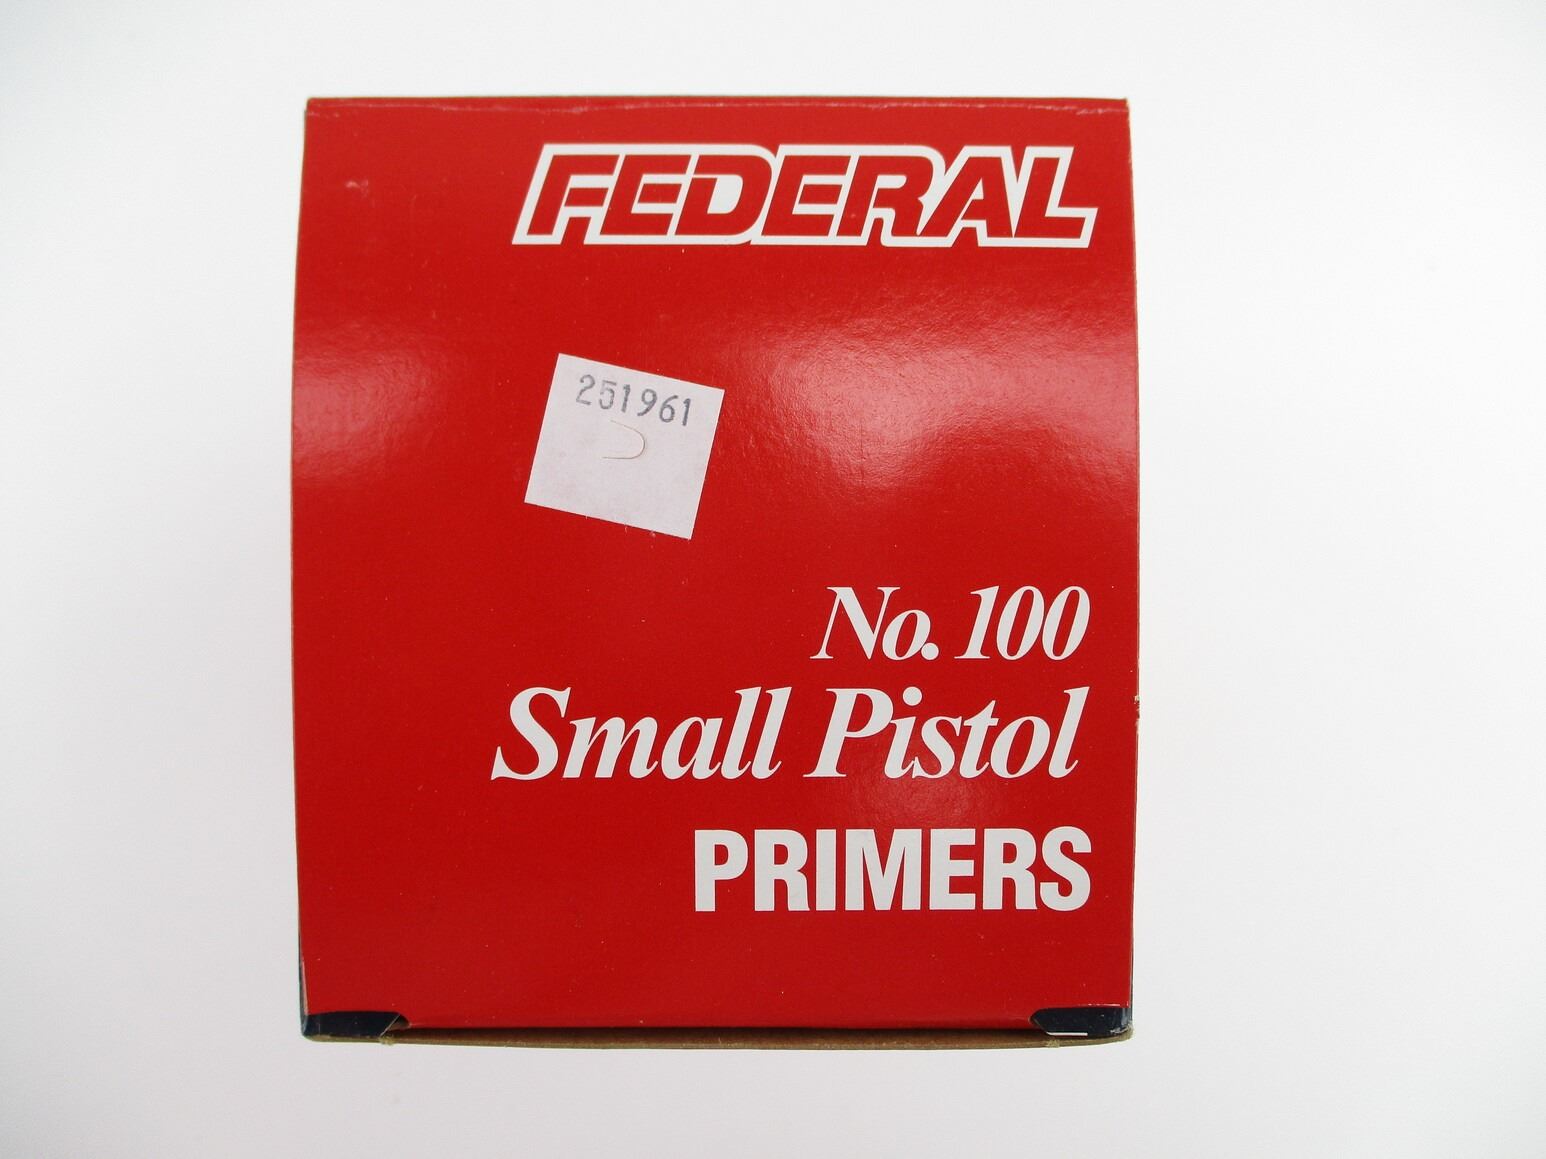 FEDERAL
251961
No. 100
Small Pistol
PRIMERS